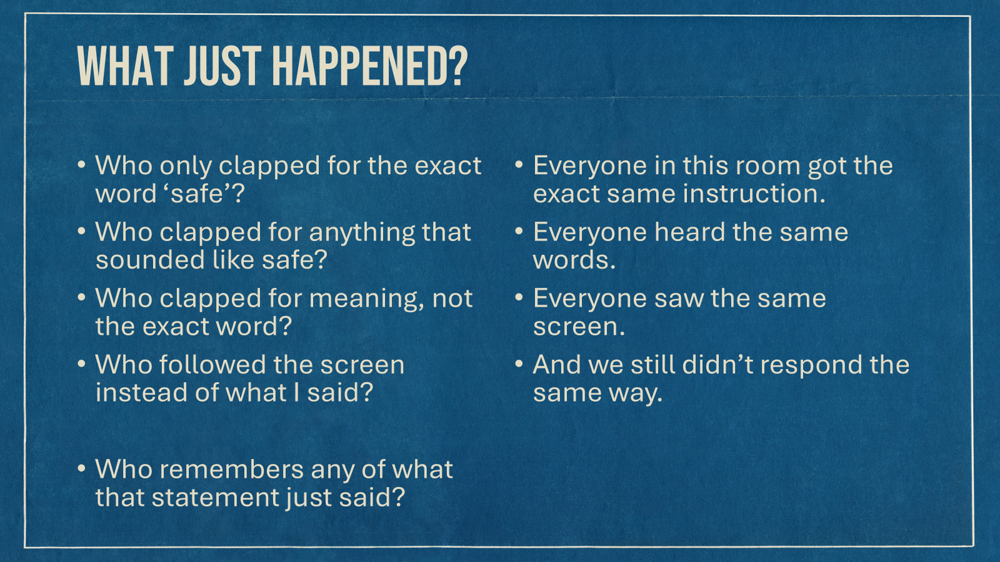 WHAT JUST HAPPENED?
• Who only clapped for the exact
word ‘safe’?
• Who clapped for anything that
sounded like safe?
• Who clapped for meaning, not
the exact word?
• Who followed the screen
instead of what I said?
• Who remembers any of what
that statement just said?
• Everyone in this room got the
exact same instruction.
• Everyone heard the same
words.
• Everyone saw the same
screen.
• And we still didn’t respond the
same way.